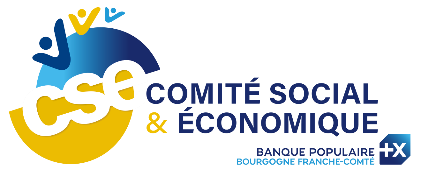 cse
COMITÉ SOCIAL
& ÉCONOMIQUE
BANQUE POPULAIRE
BOURGOGNE FRANCHE-COMTÉ
+X